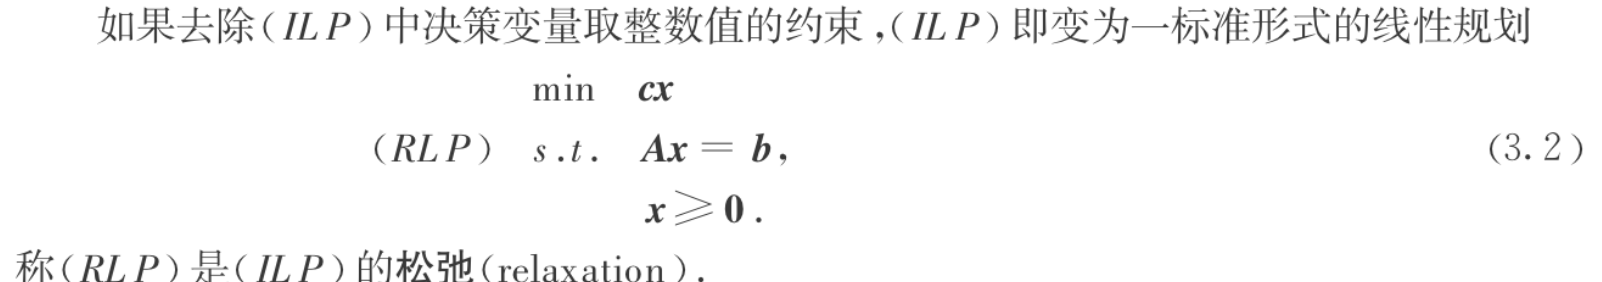 如果去除(ILP)中决策变量取整数值的约束,(ILP)即变为一标准形式的线性规划
min cx
(RLP) s.t. Ax = b, (3.2)
x ⩾ 0.
称(RLP)是(ILP)的松弛(relaxation).